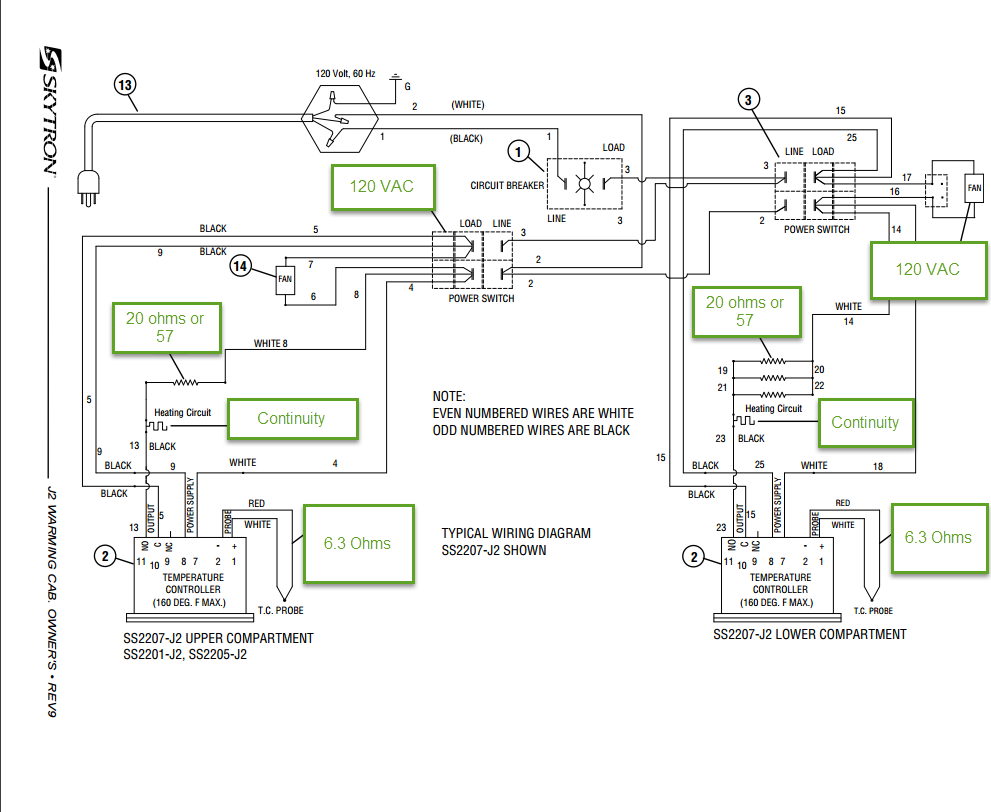 SKYTRON
J2 WARMING CAB. OWNER'S • REV9
13
120 Volt, 60 Hz
G
2
(WHITE)
1
(BLACK)
1
1
CIRCUIT BREAKER
LOAD
3
LINE
3
3
15
25
LINE LOAD
3
17
16
FAN
2
POWER SWITCH
14
120 VAC
120 VAC
BLACK
5
9
BLACK
14
FAN
7
6
8
4
LOAD LINE
3
2
2
POWER SWITCH
20 ohms or
57
WHITE 8
Heating Circuit
Continuity
13
BLACK
5
9
BLACK
9
WHITE
4
BLACK
13
OUTPUT
5
POWER SUPPLY
PROBE
RED
WHITE
6.3 Ohms
2
NO
C
NC
-
+
11
10
9
8
7
2
1
TEMPERATURE
CONTROLLER
(160 DEG. F MAX.)
T.C. PROBE
SS2207-J2 UPPER COMPARTMENT
SS2201-J2, SS2205-J2
NOTE:
EVEN NUMBERED WIRES ARE WHITE
ODD NUMBERED WIRES ARE BLACK
TYPICAL WIRING DIAGRAM
SS2207-J2 SHOWN
20 ohms or
57
WHITE
14
19
20
21
22
Heating Circuit
Continuity
23
BLACK
15
BLACK
25
WHITE
18
BLACK
23
OUTPUT
15
POWER SUPPLY
PROBE
RED
WHITE
6.3 Ohms
2
NO
C
NC
-
+
11
10
9
8
7
2
1
TEMPERATURE
CONTROLLER
(160 DEG. F MAX.)
T.C. PROBE
SS2207-J2 LOWER COMPARTMENT